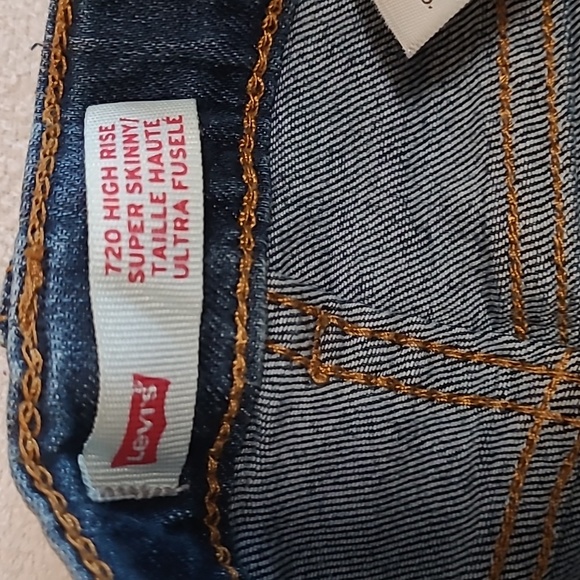 Levi's
720 HIGH RISE
SUPER SKINNY/
TAILLE HAUTE
ULTRA FUSELÉ